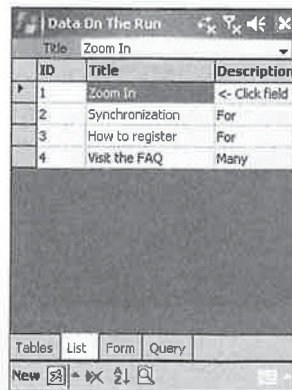 Data On The Run
Title Zoom In
ID Title Description
1 Zoom In <- Click field
2 Synchronization For
3 How to register For
4 Visit the FAQ Many
Tables List Form Query
New